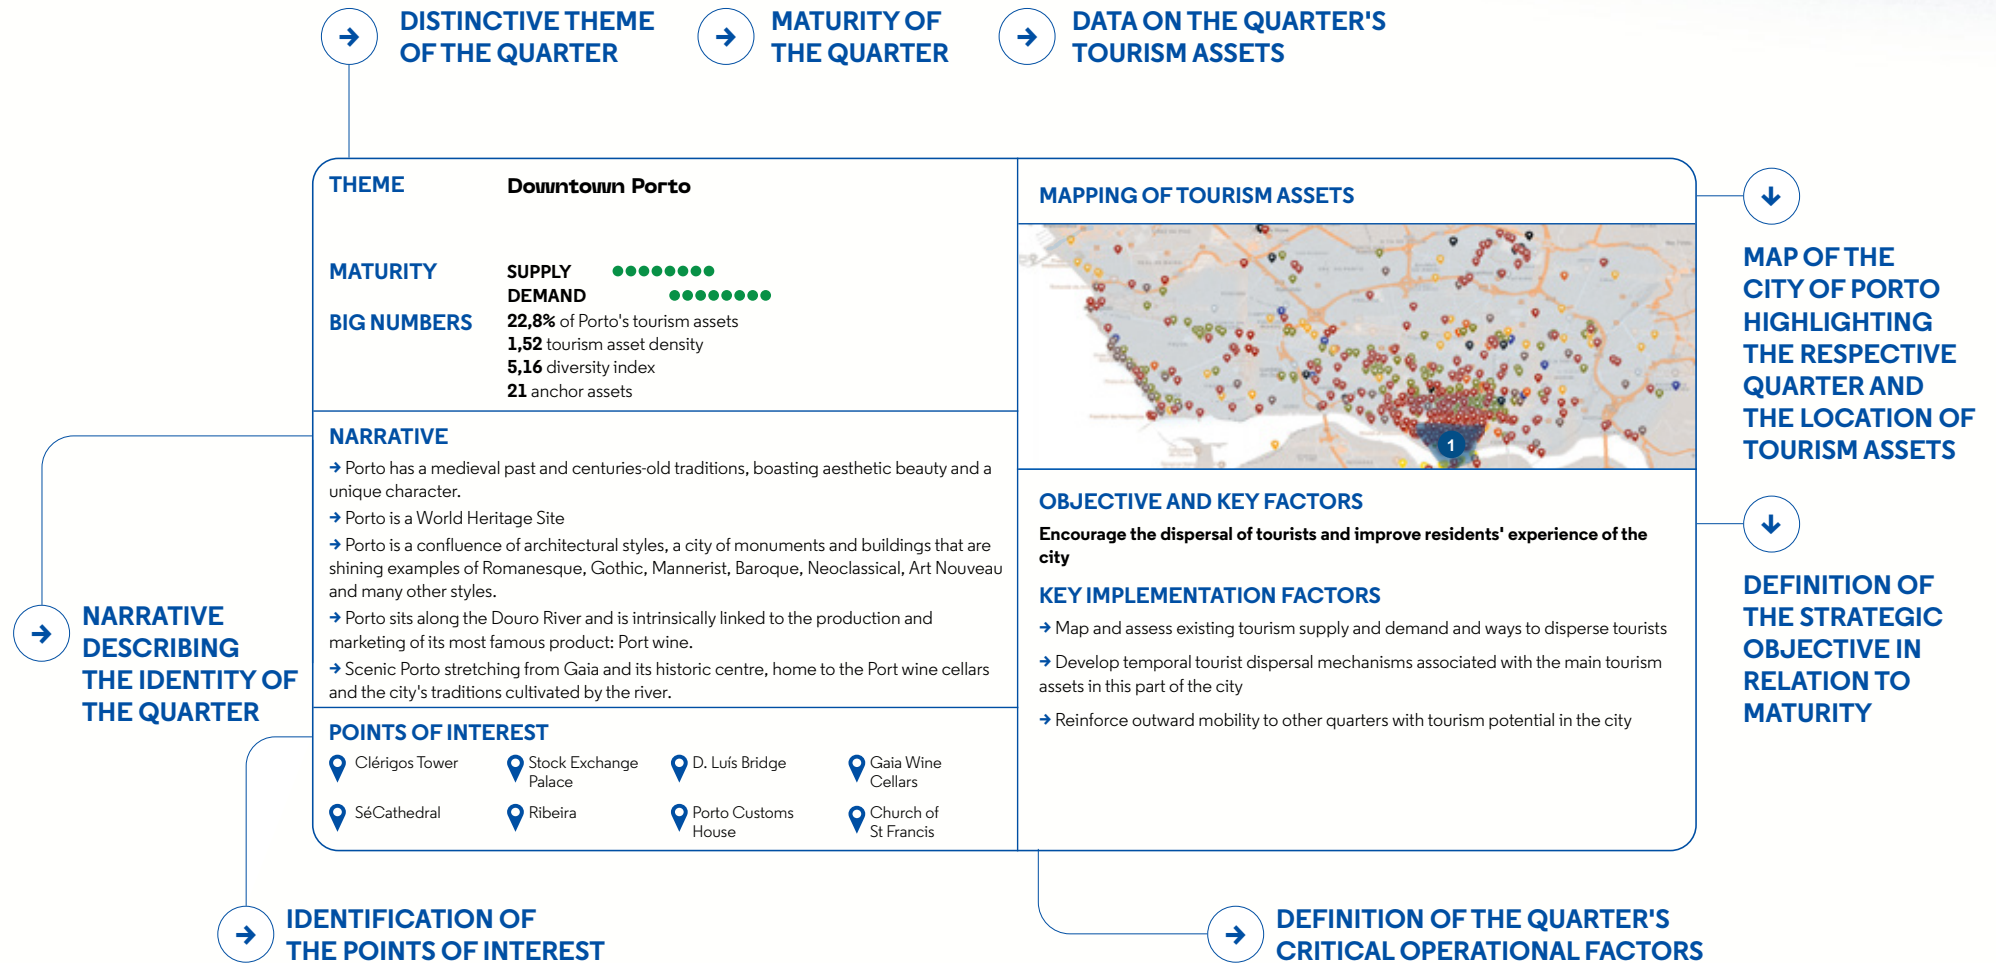 DISTINCTIVE THEME
OF THE QUARTER
MATURITY OF
THE QUARTER
DATA ON THE QUARTER'S
TOURISM ASSETS
THEME
Downtown Porto
MATURITY
SUPPLY
DEMAND
BIG NUMBERS
22,8% of Porto's tourism assets
1,52 tourism asset density
5,16 diversity index
21 anchor assets
NARRATIVE
→ Porto has a medieval past and centuries-old traditions, boasting aesthetic beauty and a
unique character.
→ Porto is a World Heritage Site
→ Porto is a confluence of architectural styles, a city of monuments and buildings that are
shining examples of Romanesque, Gothic, Mannerist, Baroque, Neoclassical, Art Nouveau
and many other styles.
→ Porto sits along the Douro River and is intrinsically linked to the production and
marketing of its most famous product: Port wine.
→ Scenic Porto stretching from Gaia and its historic centre, home to the Port wine cellars
and the city's traditions cultivated by the river.
POINTS OF INTEREST
Clérigos Tower
Stock Exchange
Palace
D. Luís Bridge
Gaia Wine
Cellars
SéCathedral
Ribeira
Porto Customs
House
Church of
St Francis
MAPPING OF TOURISM ASSETS
1
OBJECTIVE AND KEY FACTORS
Encourage the dispersal of tourists and improve residents' experience of the
city
KEY IMPLEMENTATION FACTORS
→ Map and assess existing tourism supply and demand and ways to disperse tourists
→ Develop temporal tourist dispersal mechanisms associated with the main tourism
assets in this part of the city
→ Reinforce outward mobility to other quarters with tourism potential in the city
MAP OF THE
CITY OF PORTO
HIGHLIGHTING
THE RESPECTIVE
QUARTER AND
THE LOCATION OF
TOURISM ASSETS
DEFINITION OF
THE STRATEGIC
OBJECTIVE IN
RELATION TO
MATURITY
NARRATIVE
DESCRIBING
THE IDENTITY OF
THE QUARTER
IDENTIFICATION OF
THE POINTS OF INTEREST
DEFINITION OF THE QUARTER'S
CRITICAL OPERATIONAL FACTORS